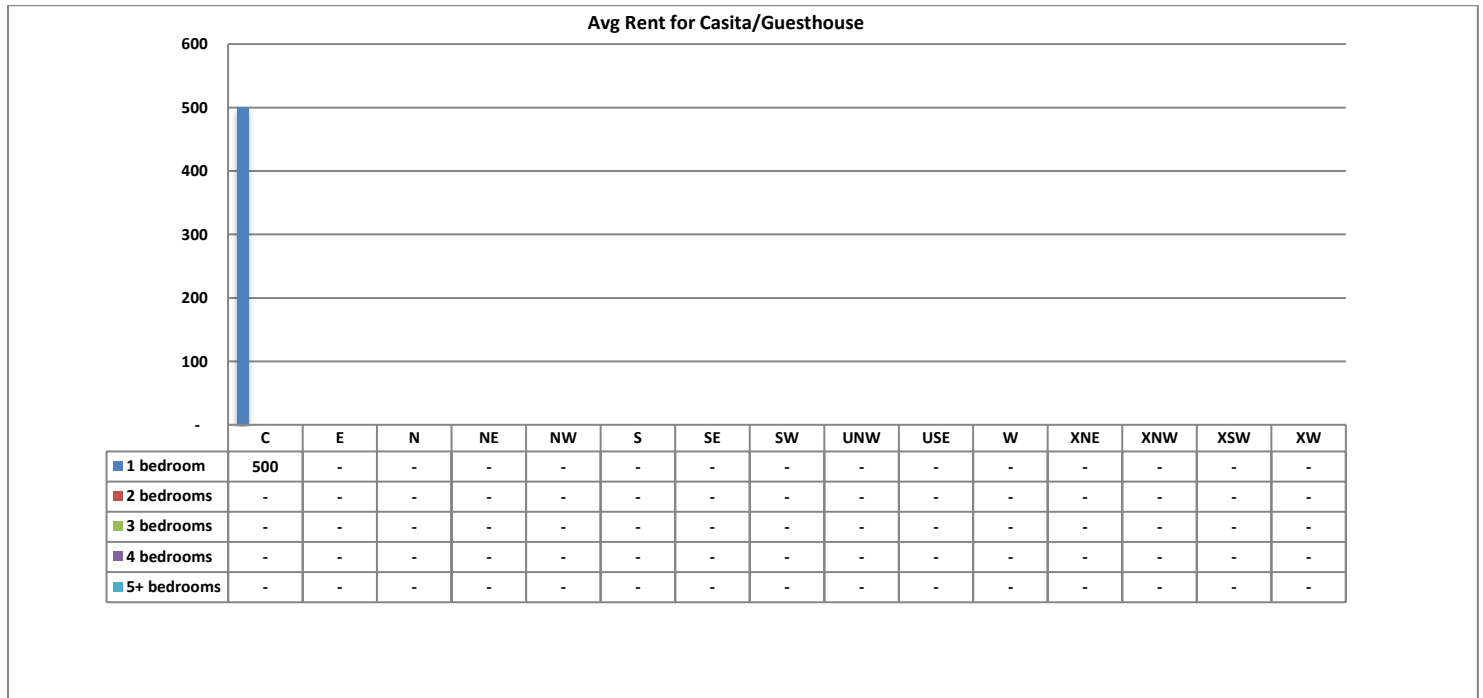 Avg Rent for Casita/Guesthouse
600
500
400
300
200
100
-
C E N NE NW S SE SW UNW USE W XNE XNW XSW XW
1 bedroom 500 - - - - - - - - - - - - - -
2 bedrooms - - - - - - - - - - - - - - -
3 bedrooms - - - - - - - - - - - - - - -
4 bedrooms - - - - - - - - - - - - - - -
5+ bedrooms - - - - - - - - - - - - - - -